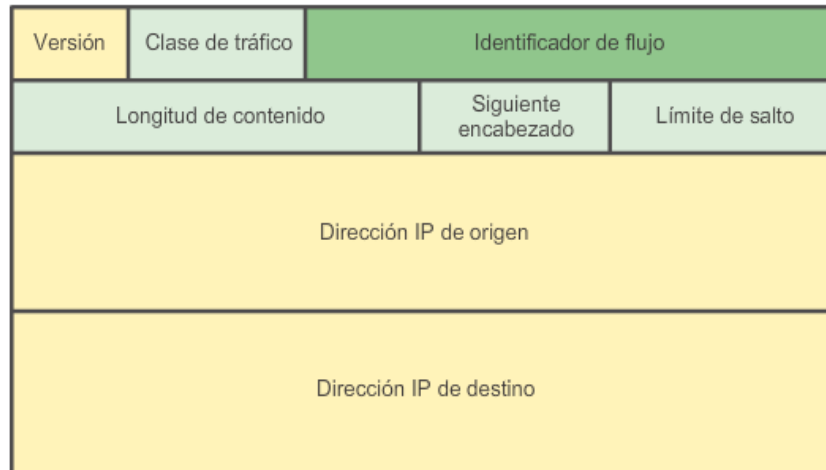 Versión
Clase de tráfico
Identificador de flujo
Longitud de contenido
Siguiente
encabezado
Límite de salto
Dirección IP de origen
Dirección IP de destino